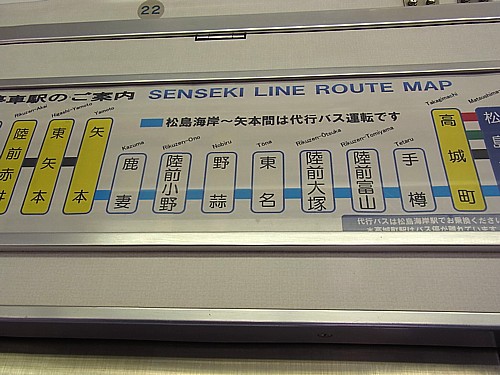 22
停車駅のご案内 SENSEKI LINE ROUTE MAP
松島海岸～矢本間は代行バス運転です
Rikuzen-Akai
陸前赤井
Higashi-Yamoto
東矢本
Yamoto
矢本
Kazuma
鹿妻
Rikuzen-Ono
陸前小野
Nobiru
野蒜
Tōna
東名
Rikuzen-Ōtsuka
陸前大塚
Rikuzen-Tomiyama
陸前富山
Tetaru
手樽
Takagimachi
高城町
松島
代行バスは松島海岸駅でお乗換くださ